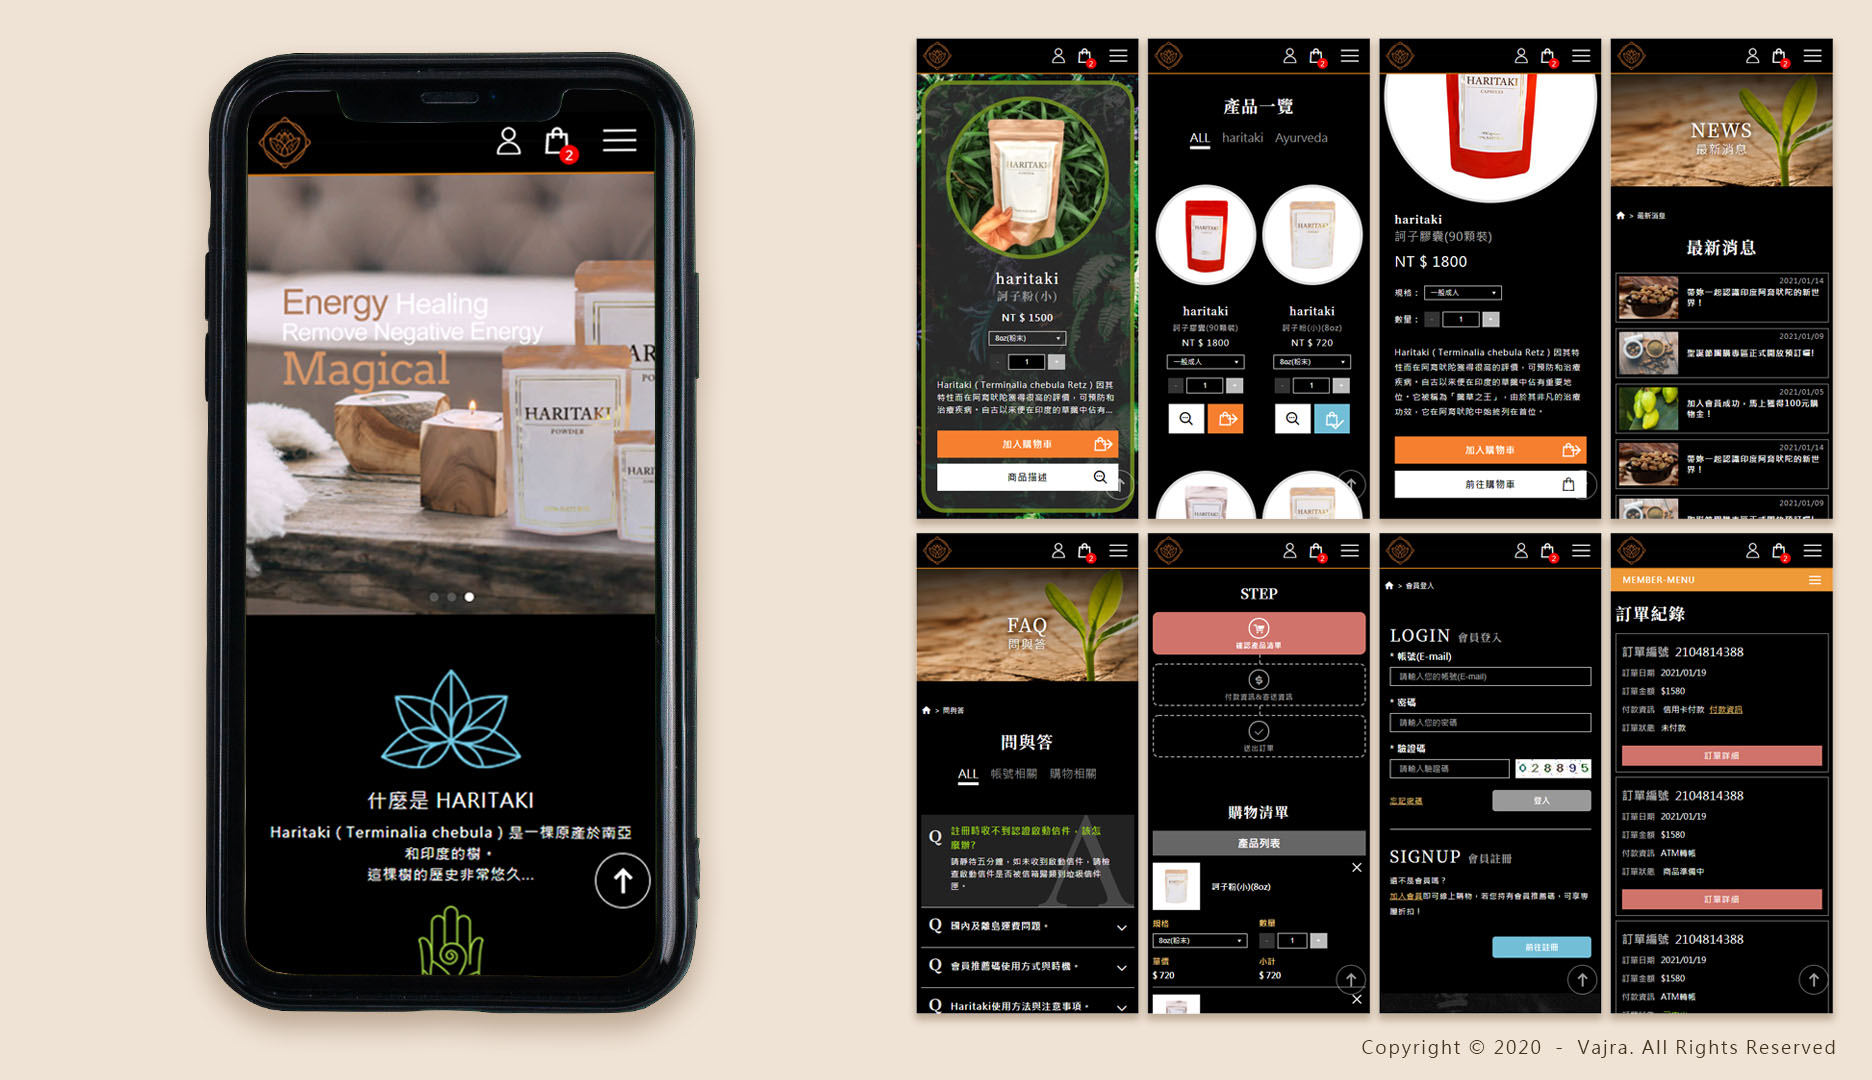 2
Energy Healing
Remove Negative Energy
Magical
HARITAKI
POWDER
什麼是 HARITAKI
Haritaki ( Terminalia chebula ) 是一棵原產於南亞
和印度的樹。
這棵樹的歷史非常悠久...
2
HARITAKI
haritaki
訶子粉(小)
NT $ 1500
8oz(粉末)
- 1 +
Haritaki ( Terminalia chebula Retz ) 因其
特性而在阿育吠陀獲得很高的評價，可預防和
治療疾病。自古以來便在印度的草藥中佔有...
加入購物車
商品描述
2
產品一覽
ALL haritaki Ayurveda
HARITAKI HARITAKI
haritaki haritaki
訶子膠囊(90顆裝) 訶子粉(小)(8oz)
NT $ 1800 NT $ 720
一般成人 8oz(粉末)
- 1 + - 1 +
2
HARITAKI
CAPSULES
haritaki
訶子膠囊(90顆裝)
NT $ 1800
規格： 一般成人
數量： - 1 +
Haritaki ( Terminalia chebula Retz ) 因其特
性而在阿育吠陀獲得很高的評價，可預防和治療
疾病。自古以來便在印度的草藥中佔有重要地
位。它被稱為「藥草之王」，由於其非凡的治療
功效，它在阿育吠陀中始終列在首位。
加入購物車
前往購物車
2
NEWS
最新消息
> 最新消息
最新消息
2021/01/14
帶妳一起認識印度阿育吠陀的新世
界！
2021/01/09
聖誕節團購專區正式開放預訂囉!
2021/01/05
加入會員成功，馬上獲得100元購
物金！
2021/01/14
帶妳一起認識印度阿育吠陀的新世
界！
2021/01/09
2
FAQ
問與答
> 問與答
問與答
ALL 帳號相關 購物相關
Q 註冊時收不到認證啟動信件，該怎
麼辦?
請靜待五分鐘，如未收到啟動信件，請檢
查啟動信件是否被信箱歸類到垃圾信件
匣。
A
Q 國內及離島運費問題。
Q 會員推薦碼使用方式與時機。
Q Haritaki使用方法與注意事項。
2
STEP
確認產品清單
付款資訊&寄送資訊
送出訂單
購物清單
產品列表
訶子粉(小)(8oz)
規格 數量
8oz(粉末) - 1 +
單價 小計
$ 720 $ 720
2
> 會員登入
LOGIN 會員登入
* 帳號(E-mail)
請輸入您的帳號(E-mail)
* 密碼
請輸入您的密碼
* 驗證碼
請輸入驗證碼 028895
忘記密碼 登入
SIGNUP 會員註冊
還不是會員嗎？
加入會員即可線上購物，若您持有會員推薦碼，可享專
屬折扣！
前往註冊
2
MEMBER-MENU
訂單紀錄
訂單編號 2104814388
訂單日期 2021/01/19
訂單金額 $1580
付款資訊 信用卡付款 付款資訊
訂單狀態 未付款
訂單詳細
訂單編號 2104814388
訂單日期 2021/01/19
訂單金額 $1580
付款資訊 ATM轉帳
訂單狀態 商品準備中
訂單詳細
訂單編號 2104814388
訂單日期 2021/01/19
訂單金額 $1580
付款資訊 ATM轉帳
Copyright © 2020 - Vajra. All Rights Reserved